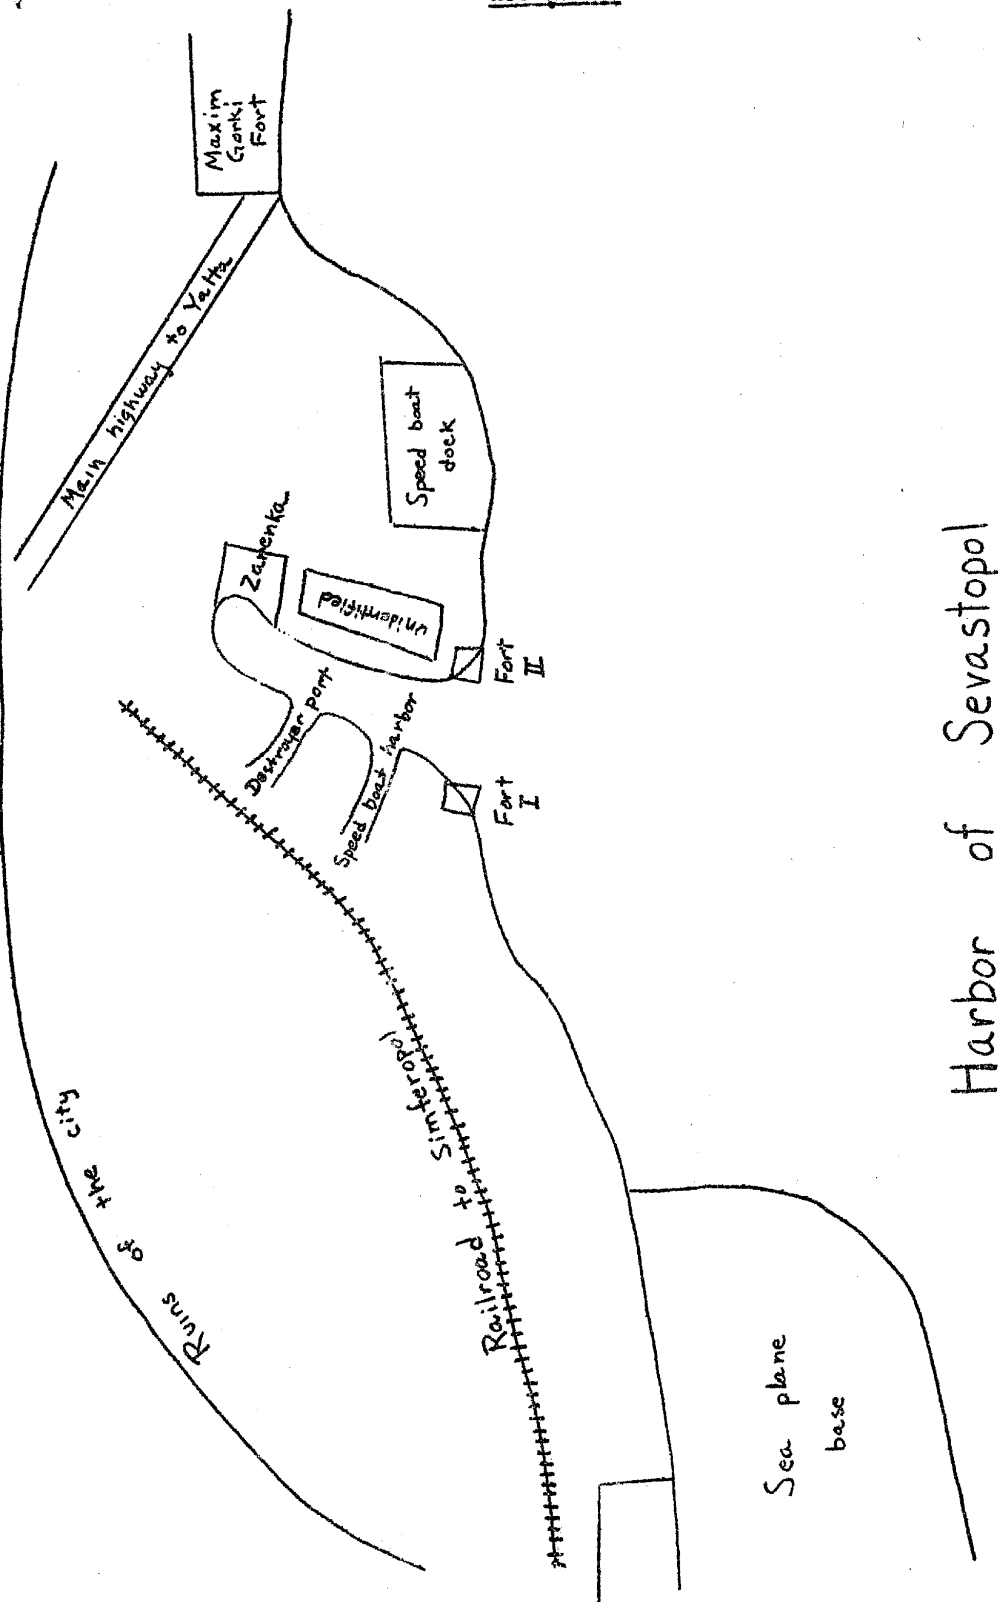 Maxim
Gorki
Fort
Main highway to Yalta
Speed boat
dock
Zanenka
unidentified
Fort
II
Destroyer port
Speed boat harbor
Fort
I
Railroad to Simferopol
Ruins of the city
Sea plane
base
Harbor of Sevastopol